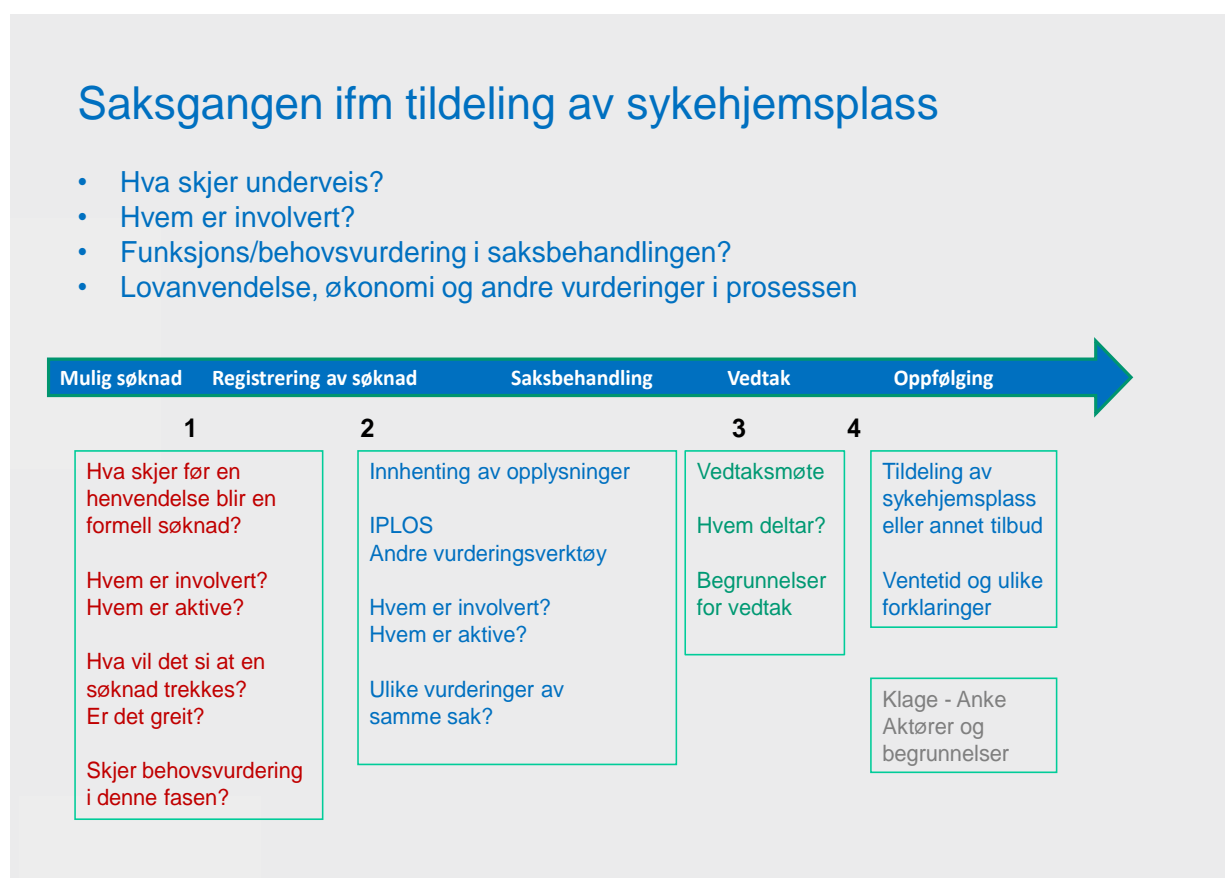 Saksgangen ifm tildeling av sykehjemsplass
• Hva skjer underveis?
• Hvem er involvert?
• Funksjons/behovsvurdering i saksbehandlingen?
• Lovanvendelse, økonomi og andre vurderinger i prosessen
Mulig søknad Registrering av søknad Saksbehandling Vedtak Oppfølging
1 2 3 4
Hva skjer før en
henvendelse blir en
formell søknad?
Hvem er involvert?
Hvem er aktive?
Hva vil det si at en
søknad trekkes?
Er det greit?
Skjer behovsvurdering
i denne fasen?
Innhenting av opplysninger
IPLOS
Andre vurderingsverktøy
Hvem er involvert?
Hvem er aktive?
Ulike vurderinger av
samme sak?
Vedtaksmøte
Hvem deltar?
Begrunnelser
for vedtak
Tildeling av
sykehjemsplass
eller annet tilbud
Ventetid og ulike
forklaringer
Klage - Anke
Aktører og
begrunnelser